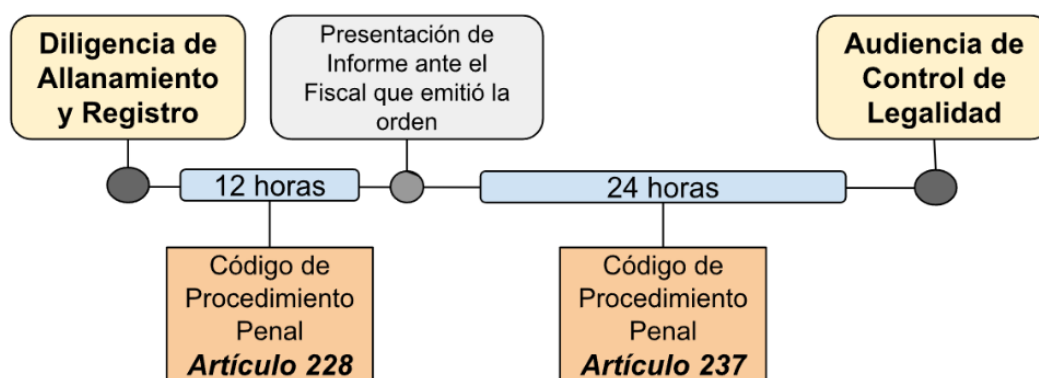 Diligencia de
Allanamiento
y Registro
Presentación de
Informe ante el
Fiscal que emitió la
orden
Audiencia de
Control de
Legalidad
12 horas
24 horas
Código de
Procedimiento
Penal
Artículo 228
Código de
Procedimiento
Penal
Artículo 237